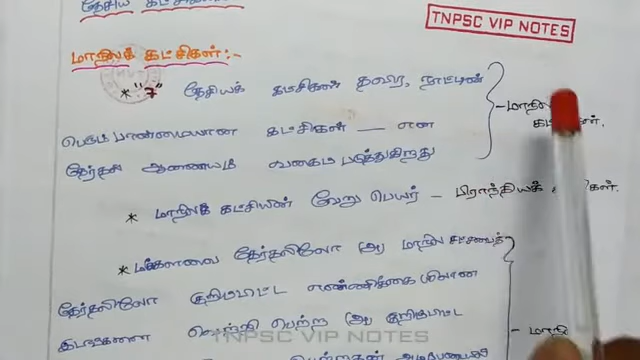 தேசிய கட்சிகள்
TNPSC VIP NOTES
மாநிலக் கட்சிகள்:-
* "7" தேசியக் கட்சிகள் தவிர, நாட்டின்
பெரும்பான்மையான கட்சிகள் — என
தேர்தல் ஆணையம் வகைப்படுத்துகிறது
- மாநில
* மாநிலக் கட்சியின் வேறு பெயர் - பிராந்தியக்
* மக்களவை தேர்தலிலோ (அ) மாநில சட்டசபைத்
தேர்தலிலோ குறிப்பிட்ட எண்ணிக்கையிலான
இடங்களை வெற்றி பெற்ற (அ) குறிப்பிட்ட
TNPSC VIP NOTES